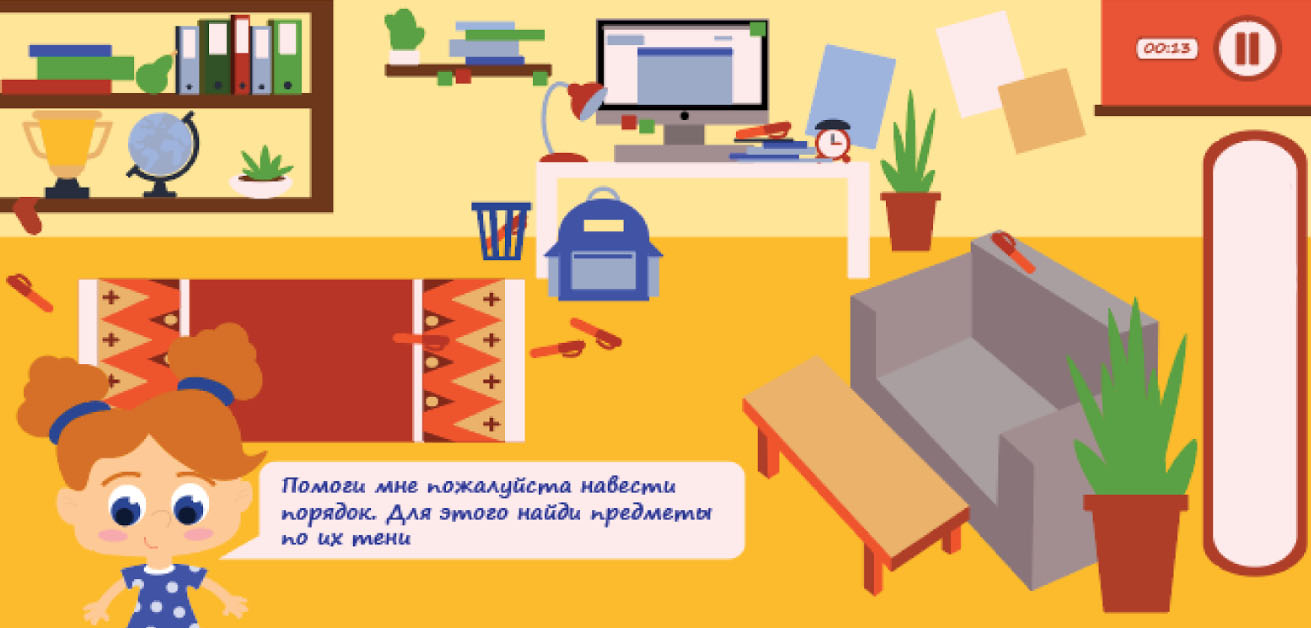 00:13
Помоги мне пожалуйста навести
порядок. Для этого найди предметы
по их тени